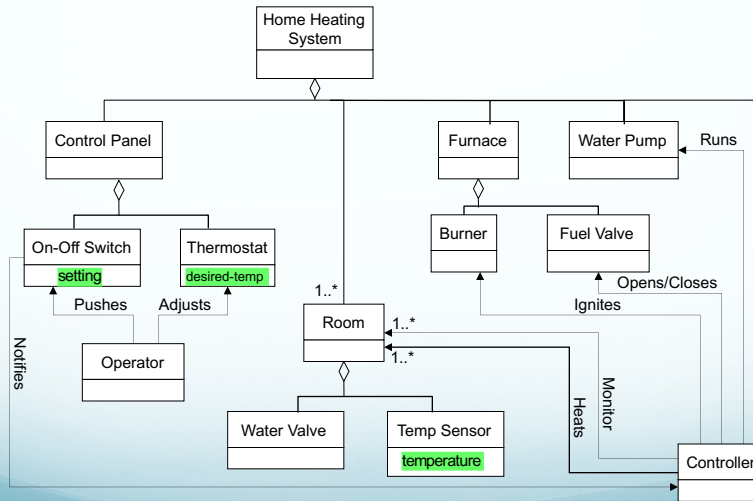 Home Heating
System
Control Panel
Furnace
Water Pump
Runs
On-Off Switch
setting
Thermostat
desired-temp
Burner
Fuel Valve
Opens/Closes
Ignites
Pushes
Adjusts
1..*
Room
1..*
1..*
Operator
Notifies
Monitor
Heats
Water Valve
Temp Sensor
temperature
Controller